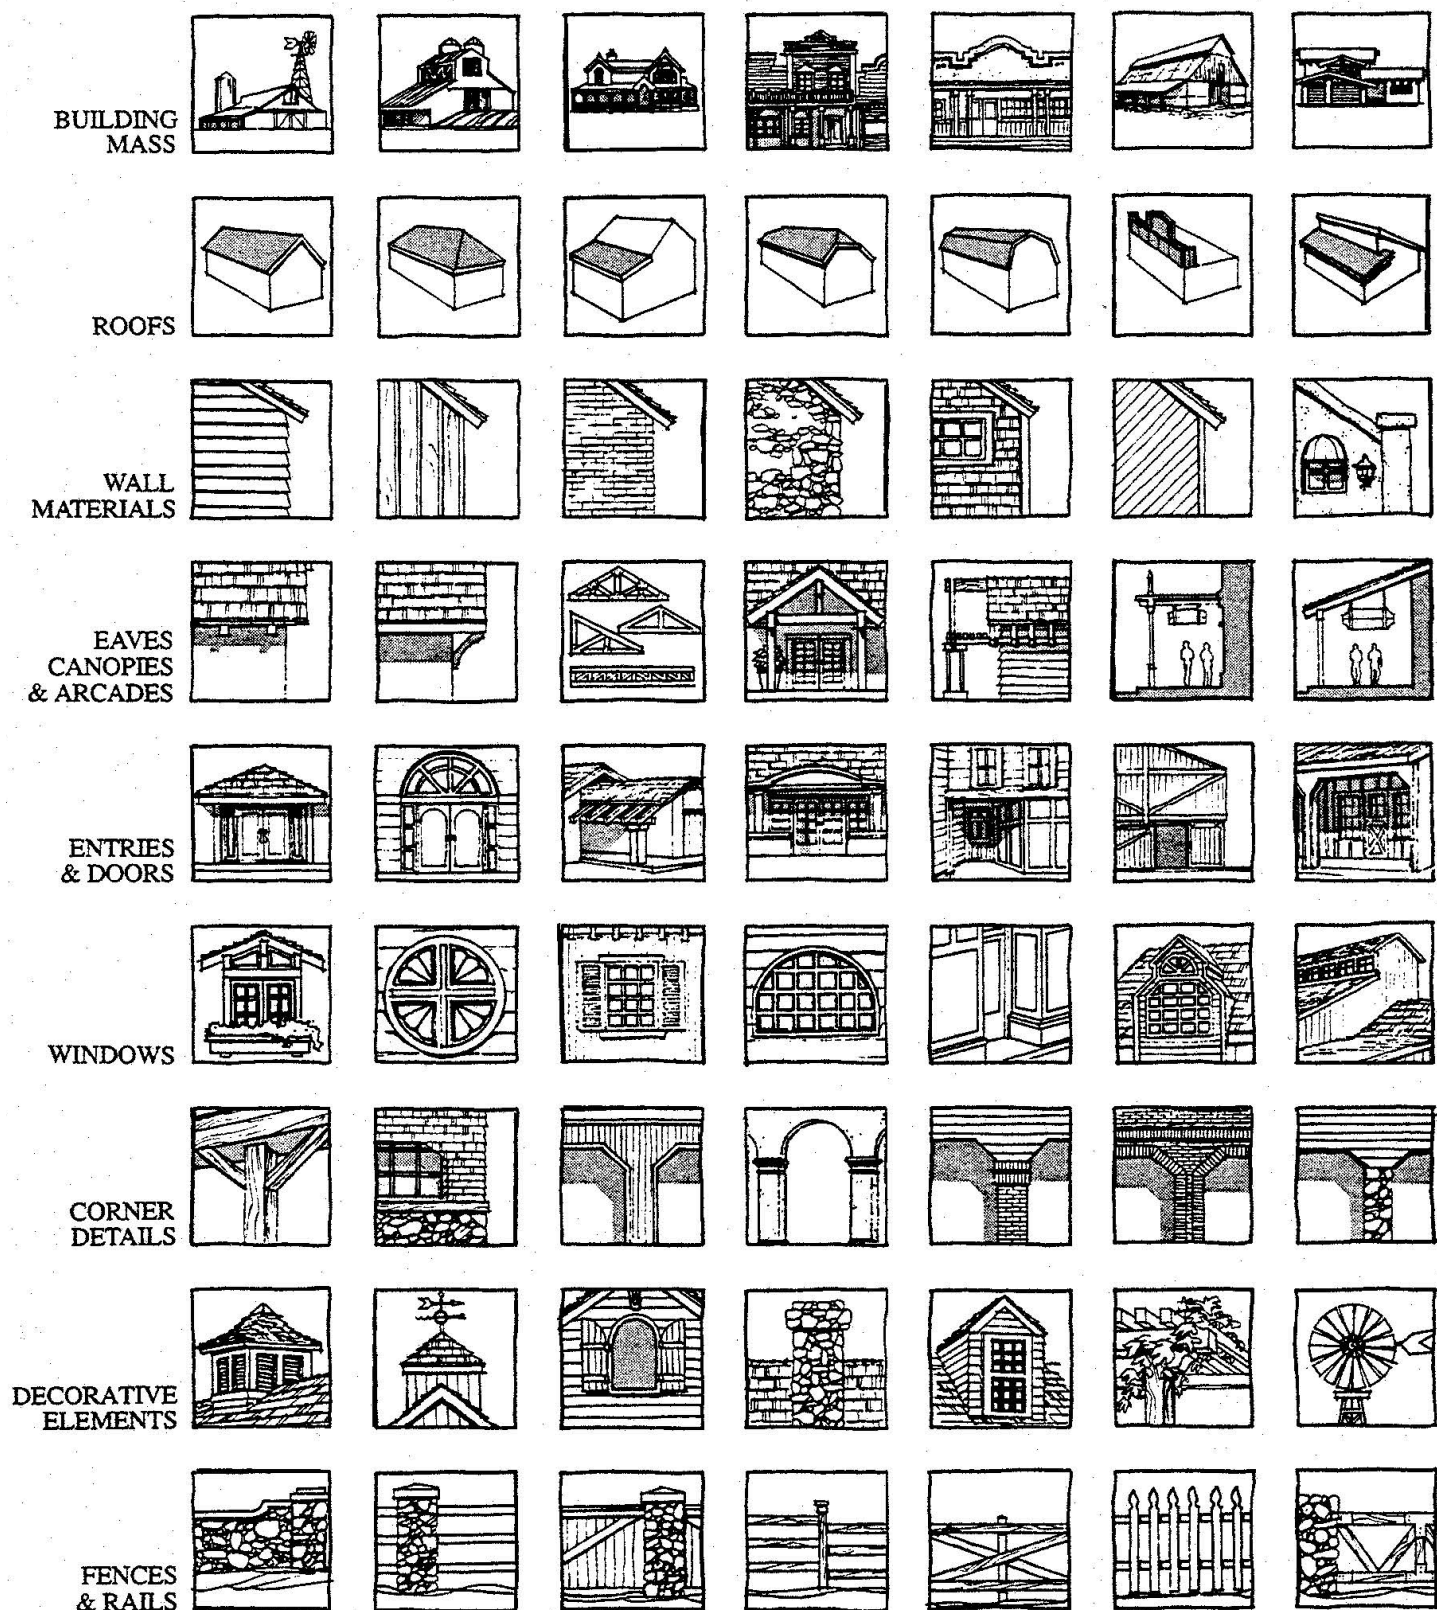 BUILDING
MASS
ROOFS
WALL
MATERIALS
EAVES
CANOPIES
& ARCADES
ENTRIES
& DOORS
WINDOWS
CORNER
DETAILS
DECORATIVE
ELEMENTS
FENCES
& RAILS